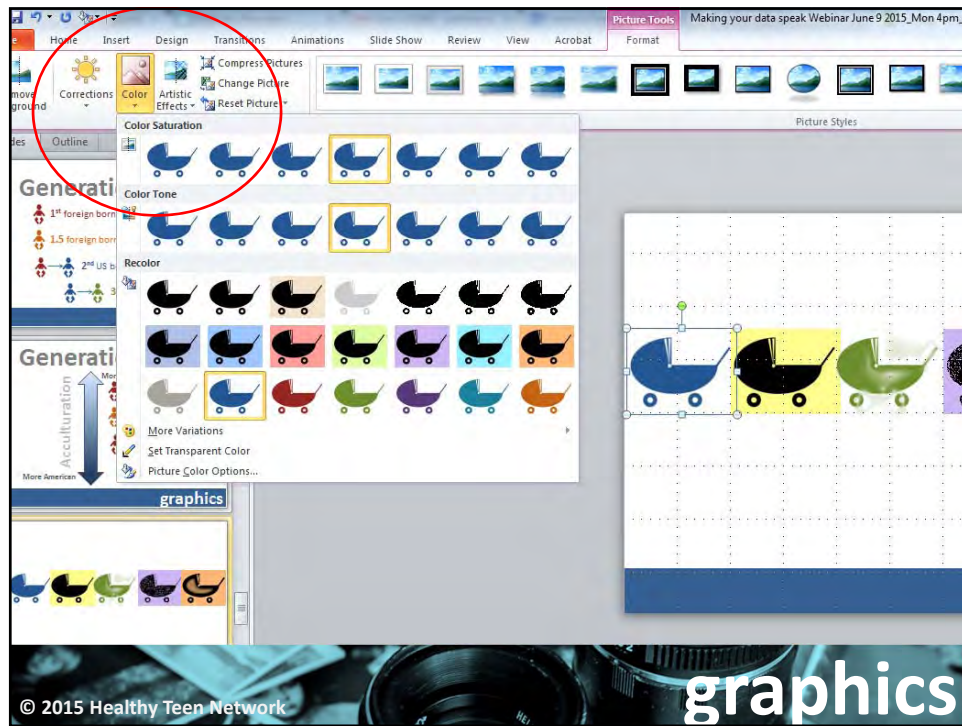 Picture Tools
Making your data speak Webinar June 9 2015_Mon 4pm_
Home Insert Design Transitions Animations Slide Show Review View Acrobat Format
Corrections
Color
Artistic Effects
Compress Pictures
Change Picture
Reset Picture
Picture Styles
Outline
Color Saturation
Color Tone
Recolor
More Variations
Set Transparent Color
Picture Color Options...
1st foreign born
1.5 foreign born
2nd US b
3
Generati
Acculturation
More American
graphics
© 2015 Healthy Teen Network
graphics